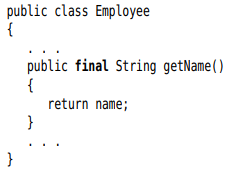 public class Employee
{
. . .
public final String getName()
{
return name;
}
. . .
}